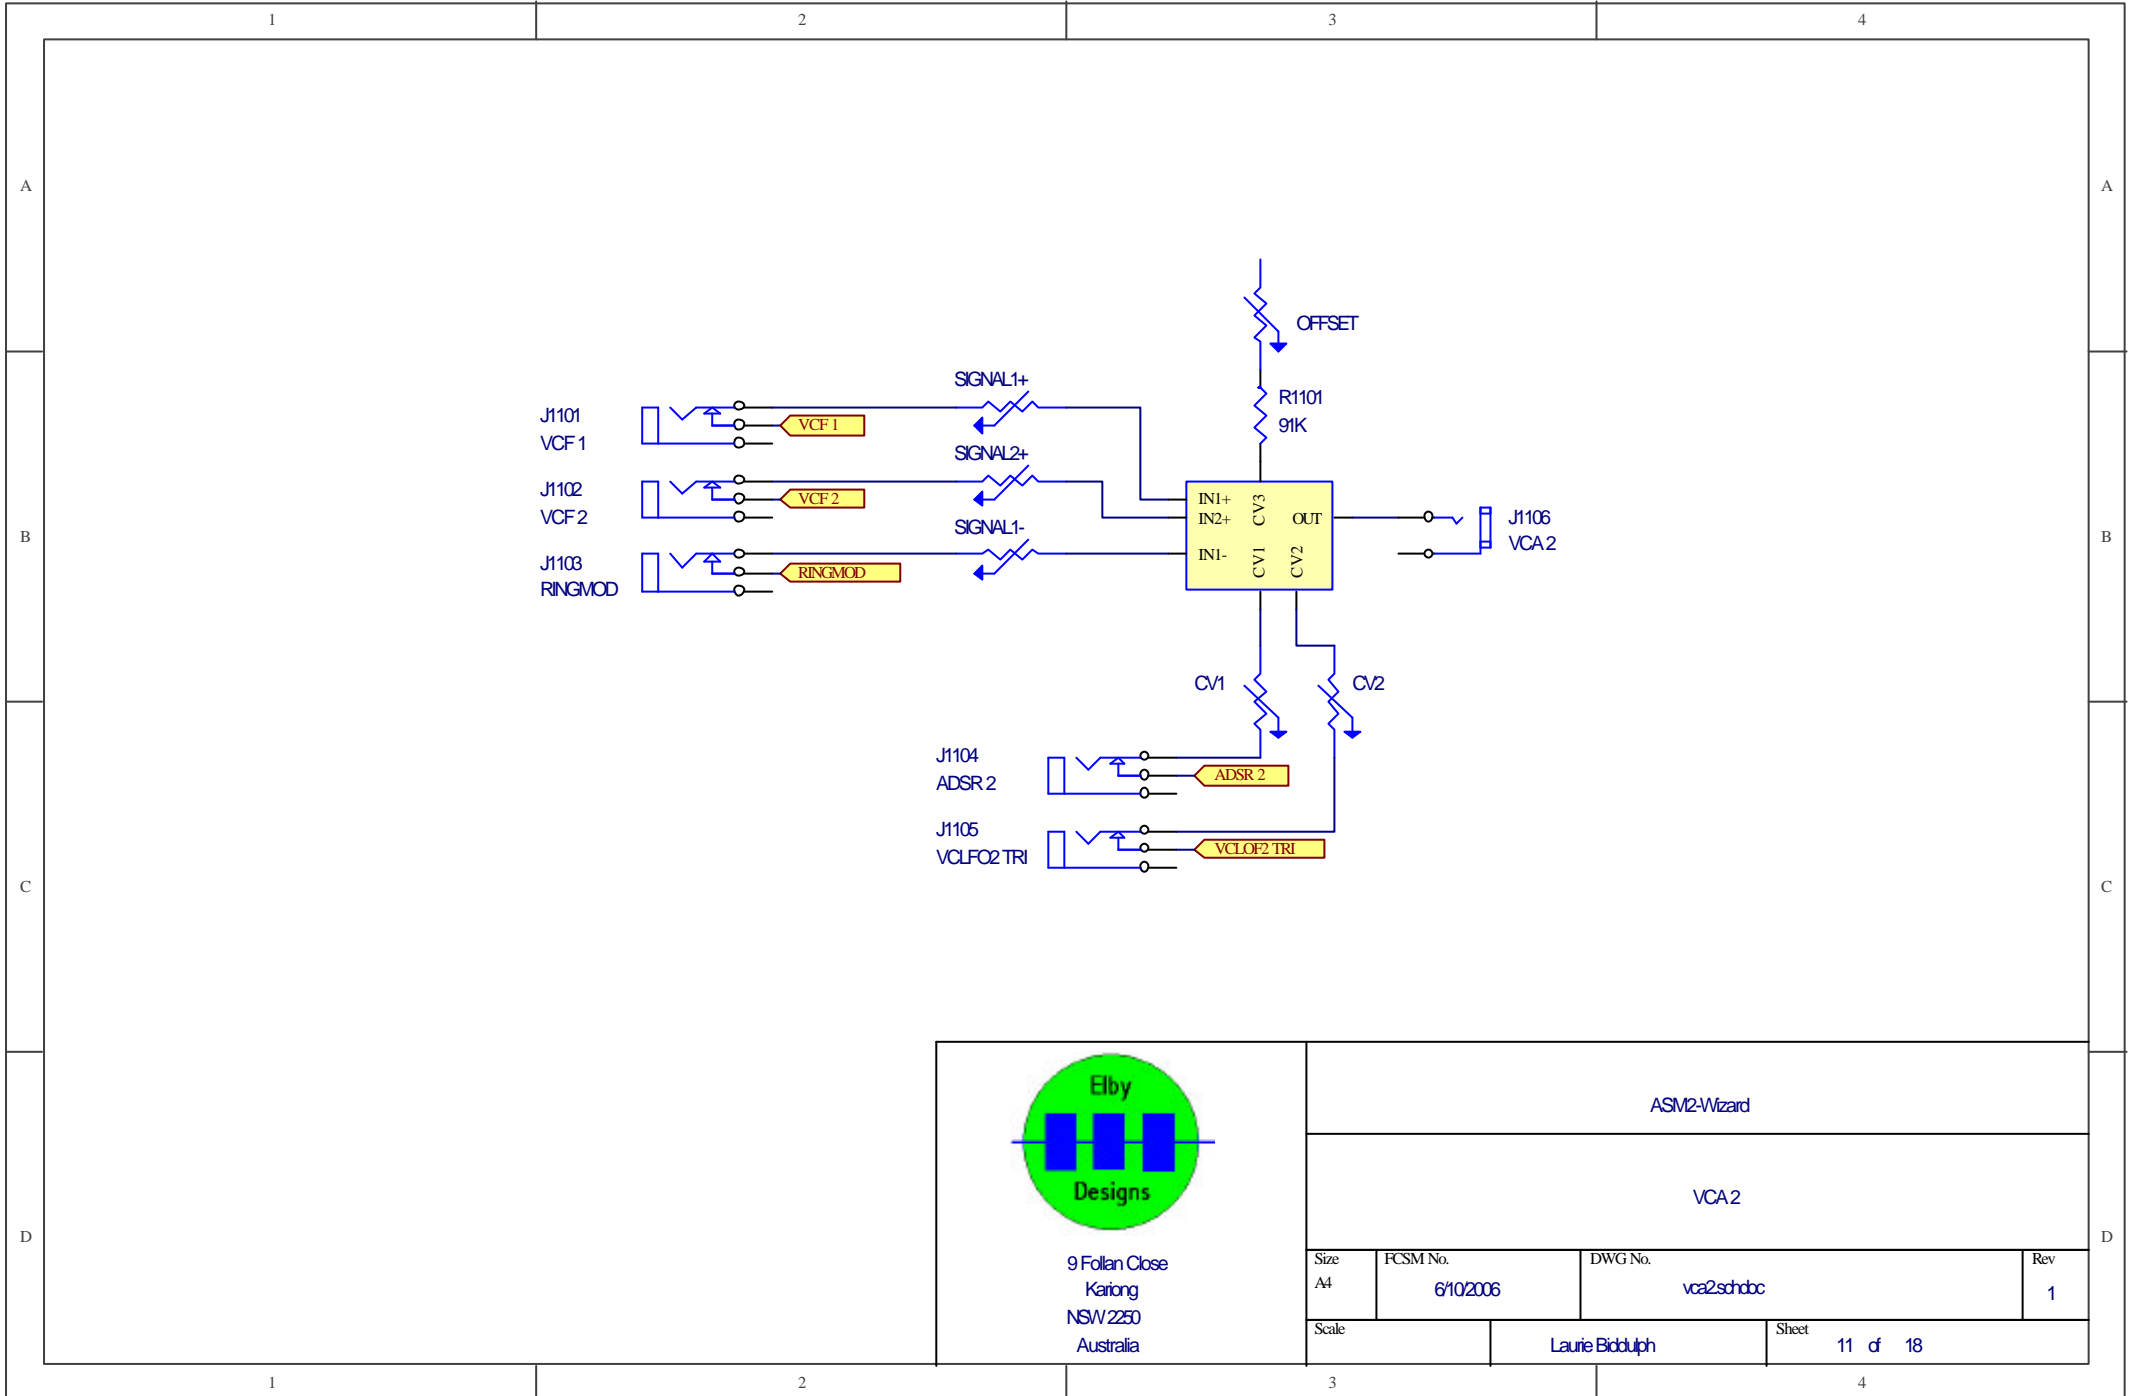 1 2 3 4
A A
OFFSET
SIGNAL1+
R1101
91K
J1101
VCF 1
VCF 1
SIGNAL2+
J1102
VCF 2
VCF 2
SIGNAL1-
J1103
RINGMOD
RINGMOD
IN1+
IN2+
IN1-
CV3
CV1
CV2
OUT
J1106
VCA 2
B B
CV1
CV2
J1104
ADSR 2
ADSR 2
J1105
VCLFO2 TRI
VCLOF2 TRI
C C
Elby
Designs
9 Follan Close
Kariong
NSW 2250
Australia
ASM2-Wizard
VCA 2
Size
A4
FCSM No.
6/10/2006
DWG No.
vca2.schdoc
Rev
1
Scale
Laurie Biddulph
Sheet 11 of 18
D D
1 2 3 4